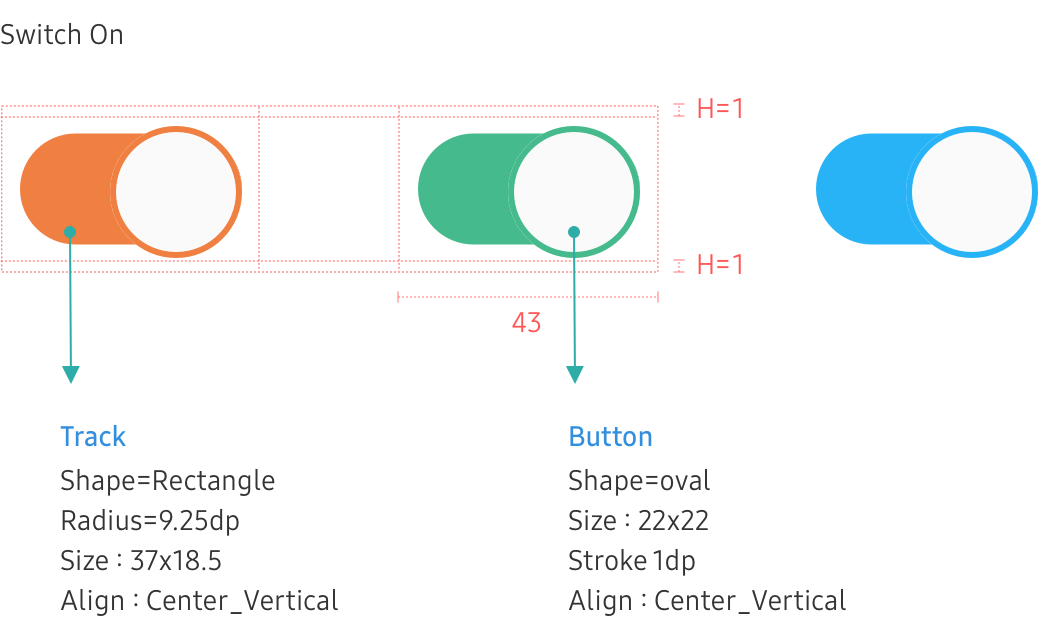 Switch On
H=1
H=1
43
Track
Shape=Rectangle
Radius=9.25dp
Size : 37x18.5
Align : Center_Vertical
Button
Shape=oval
Size : 22x22
Stroke 1dp
Align : Center_Vertical